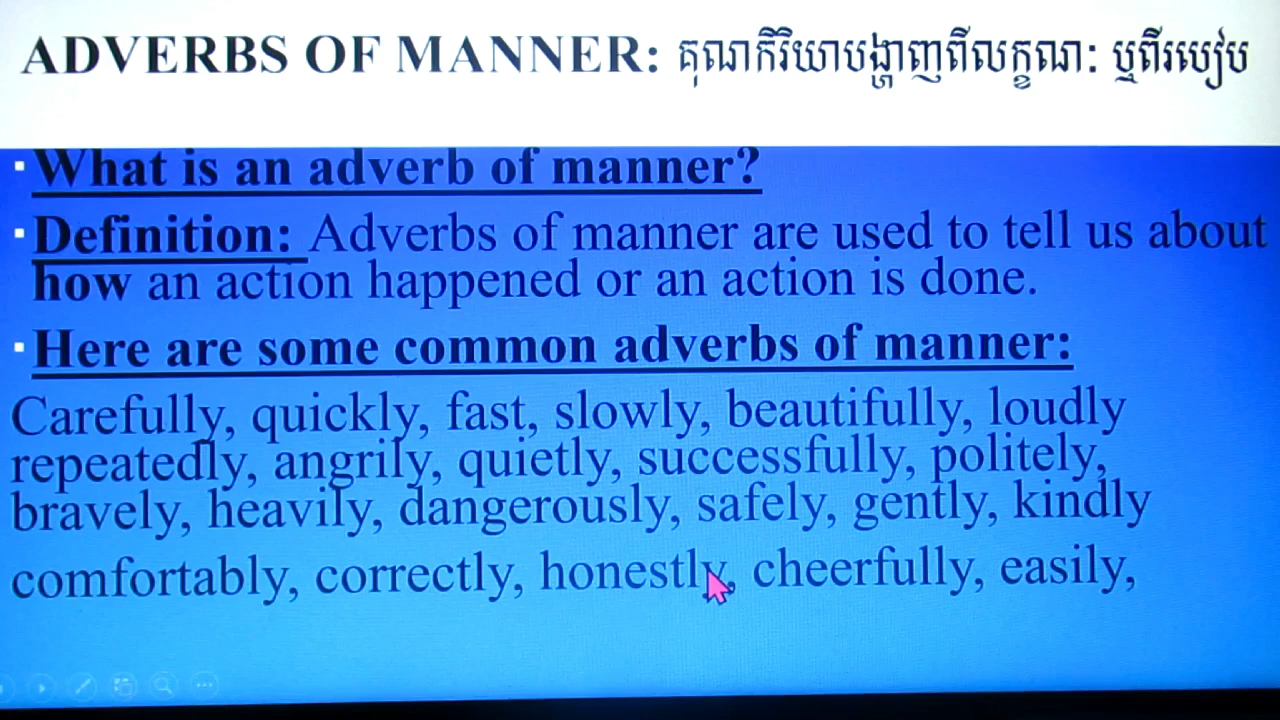 ADVERBS OF MANNER: គុណកិរិយាបង្ហាញពីលក្ខណៈ ឬពីរបៀប
▪ What is an adverb of manner?
▪ Definition: Adverbs of manner are used to tell us about
how an action happened or an action is done.
▪ Here are some common adverbs of manner:
Carefully, quickly, fast, slowly, beautifully, loudly
repeatedly, angrily, quietly, successfully, politely,
bravely, heavily, dangerously, safely, gently, kindly
comfortably, correctly, honestly, cheerfully, easily,